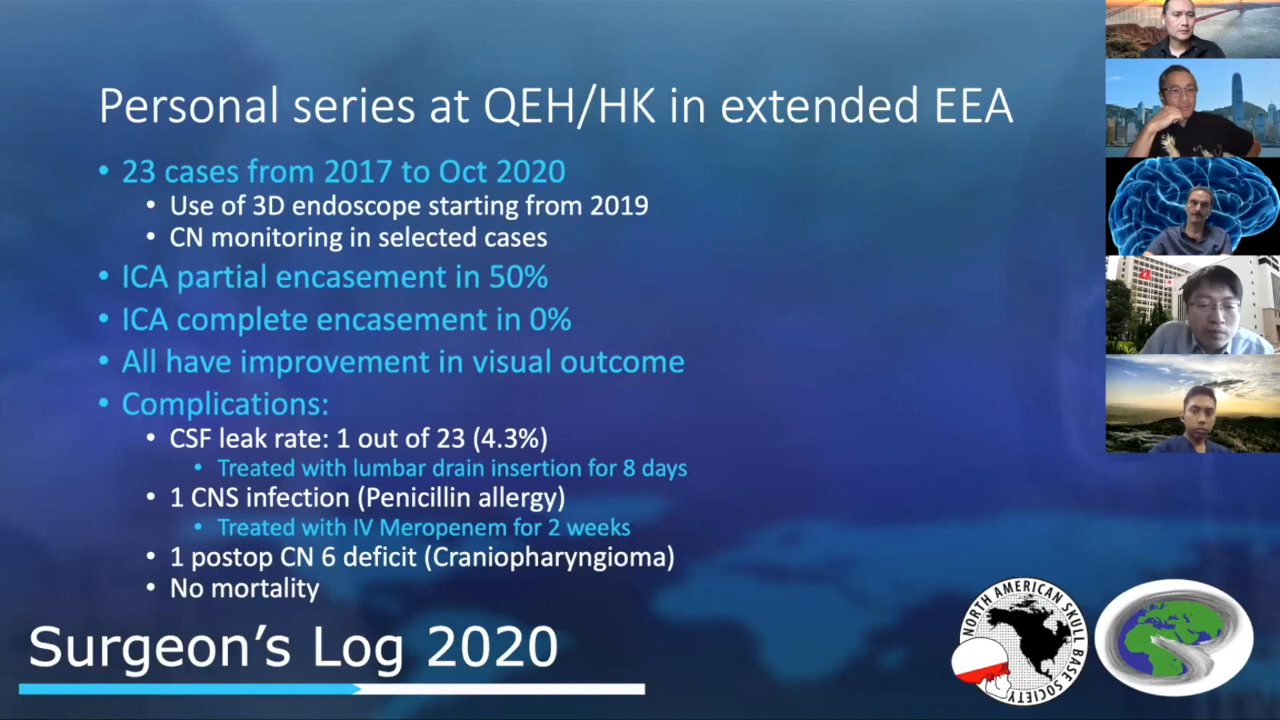 Personal series at QEH/HK in extended EEA
• 23 cases from 2017 to Oct 2020
• Use of 3D endoscope starting from 2019
• CN monitoring in selected cases
• ICA partial encasement in 50%
• ICA complete encasement in 0%
• All have improvement in visual outcome
• Complications:
• CSF leak rate: 1 out of 23 (4.3%)
• Treated with lumbar drain insertion for 8 days
• 1 CNS infection (Penicillin allergy)
• Treated with IV Meropenem for 2 weeks
• 1 postop CN 6 deficit (Craniopharyngioma)
• No mortality
Surgeon's Log 2020
NORTH AMERICAN SKULL BASE SOCIETY